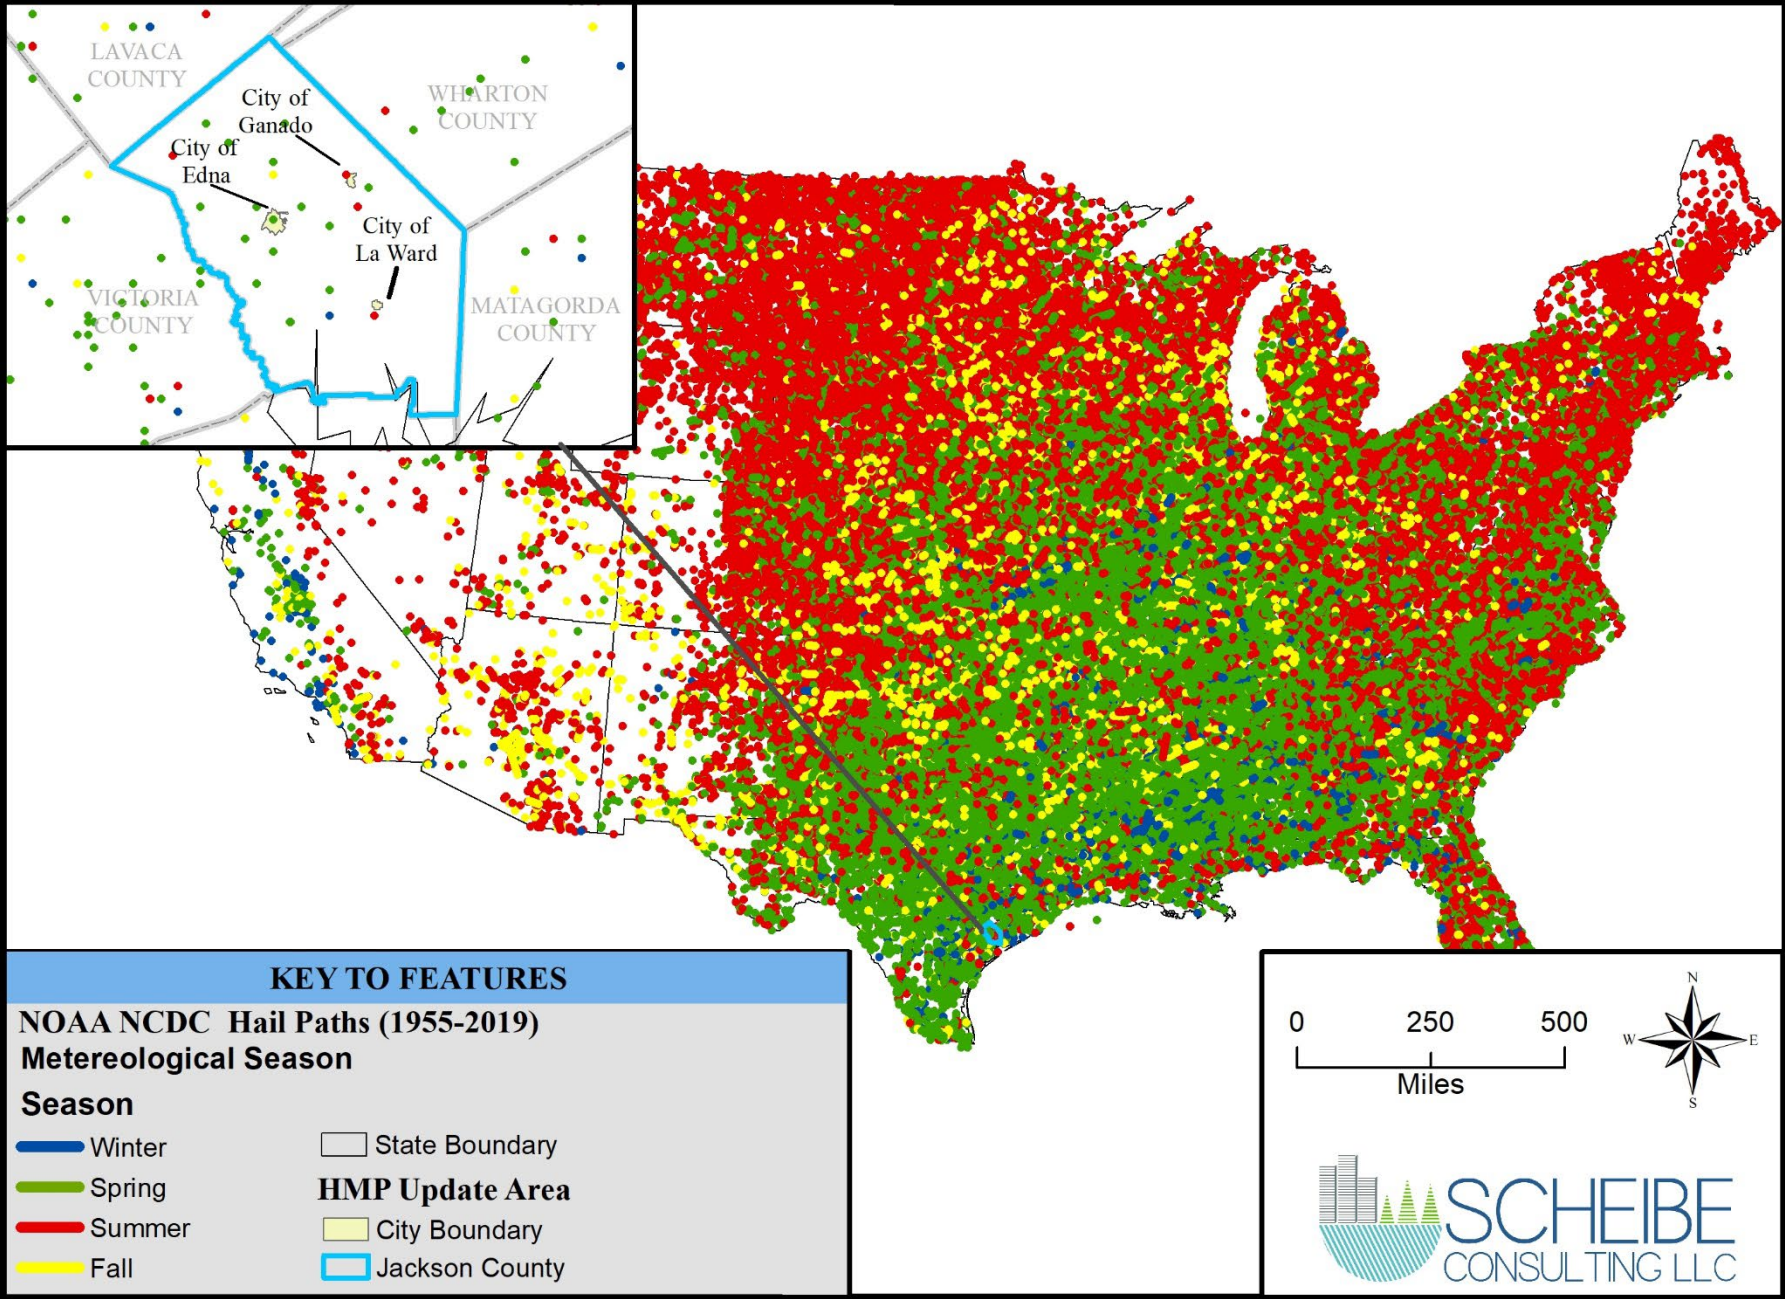 LAVACA
COUNTY
City of
Ganado
WHARTON
COUNTY
City of
Edna
City of
La Ward
VICTORIA
COUNTY
MATAGORDA
COUNTY
KEY TO FEATURES
NOAA NCDC Hail Paths (1955-2019)
Metereological Season
Season
Winter
Spring
Summer
Fall
State Boundary
HMP Update Area
City Boundary
Jackson County
0 250 500
Miles
N
W E
S
SCHEIBE
CONSULTING LLC